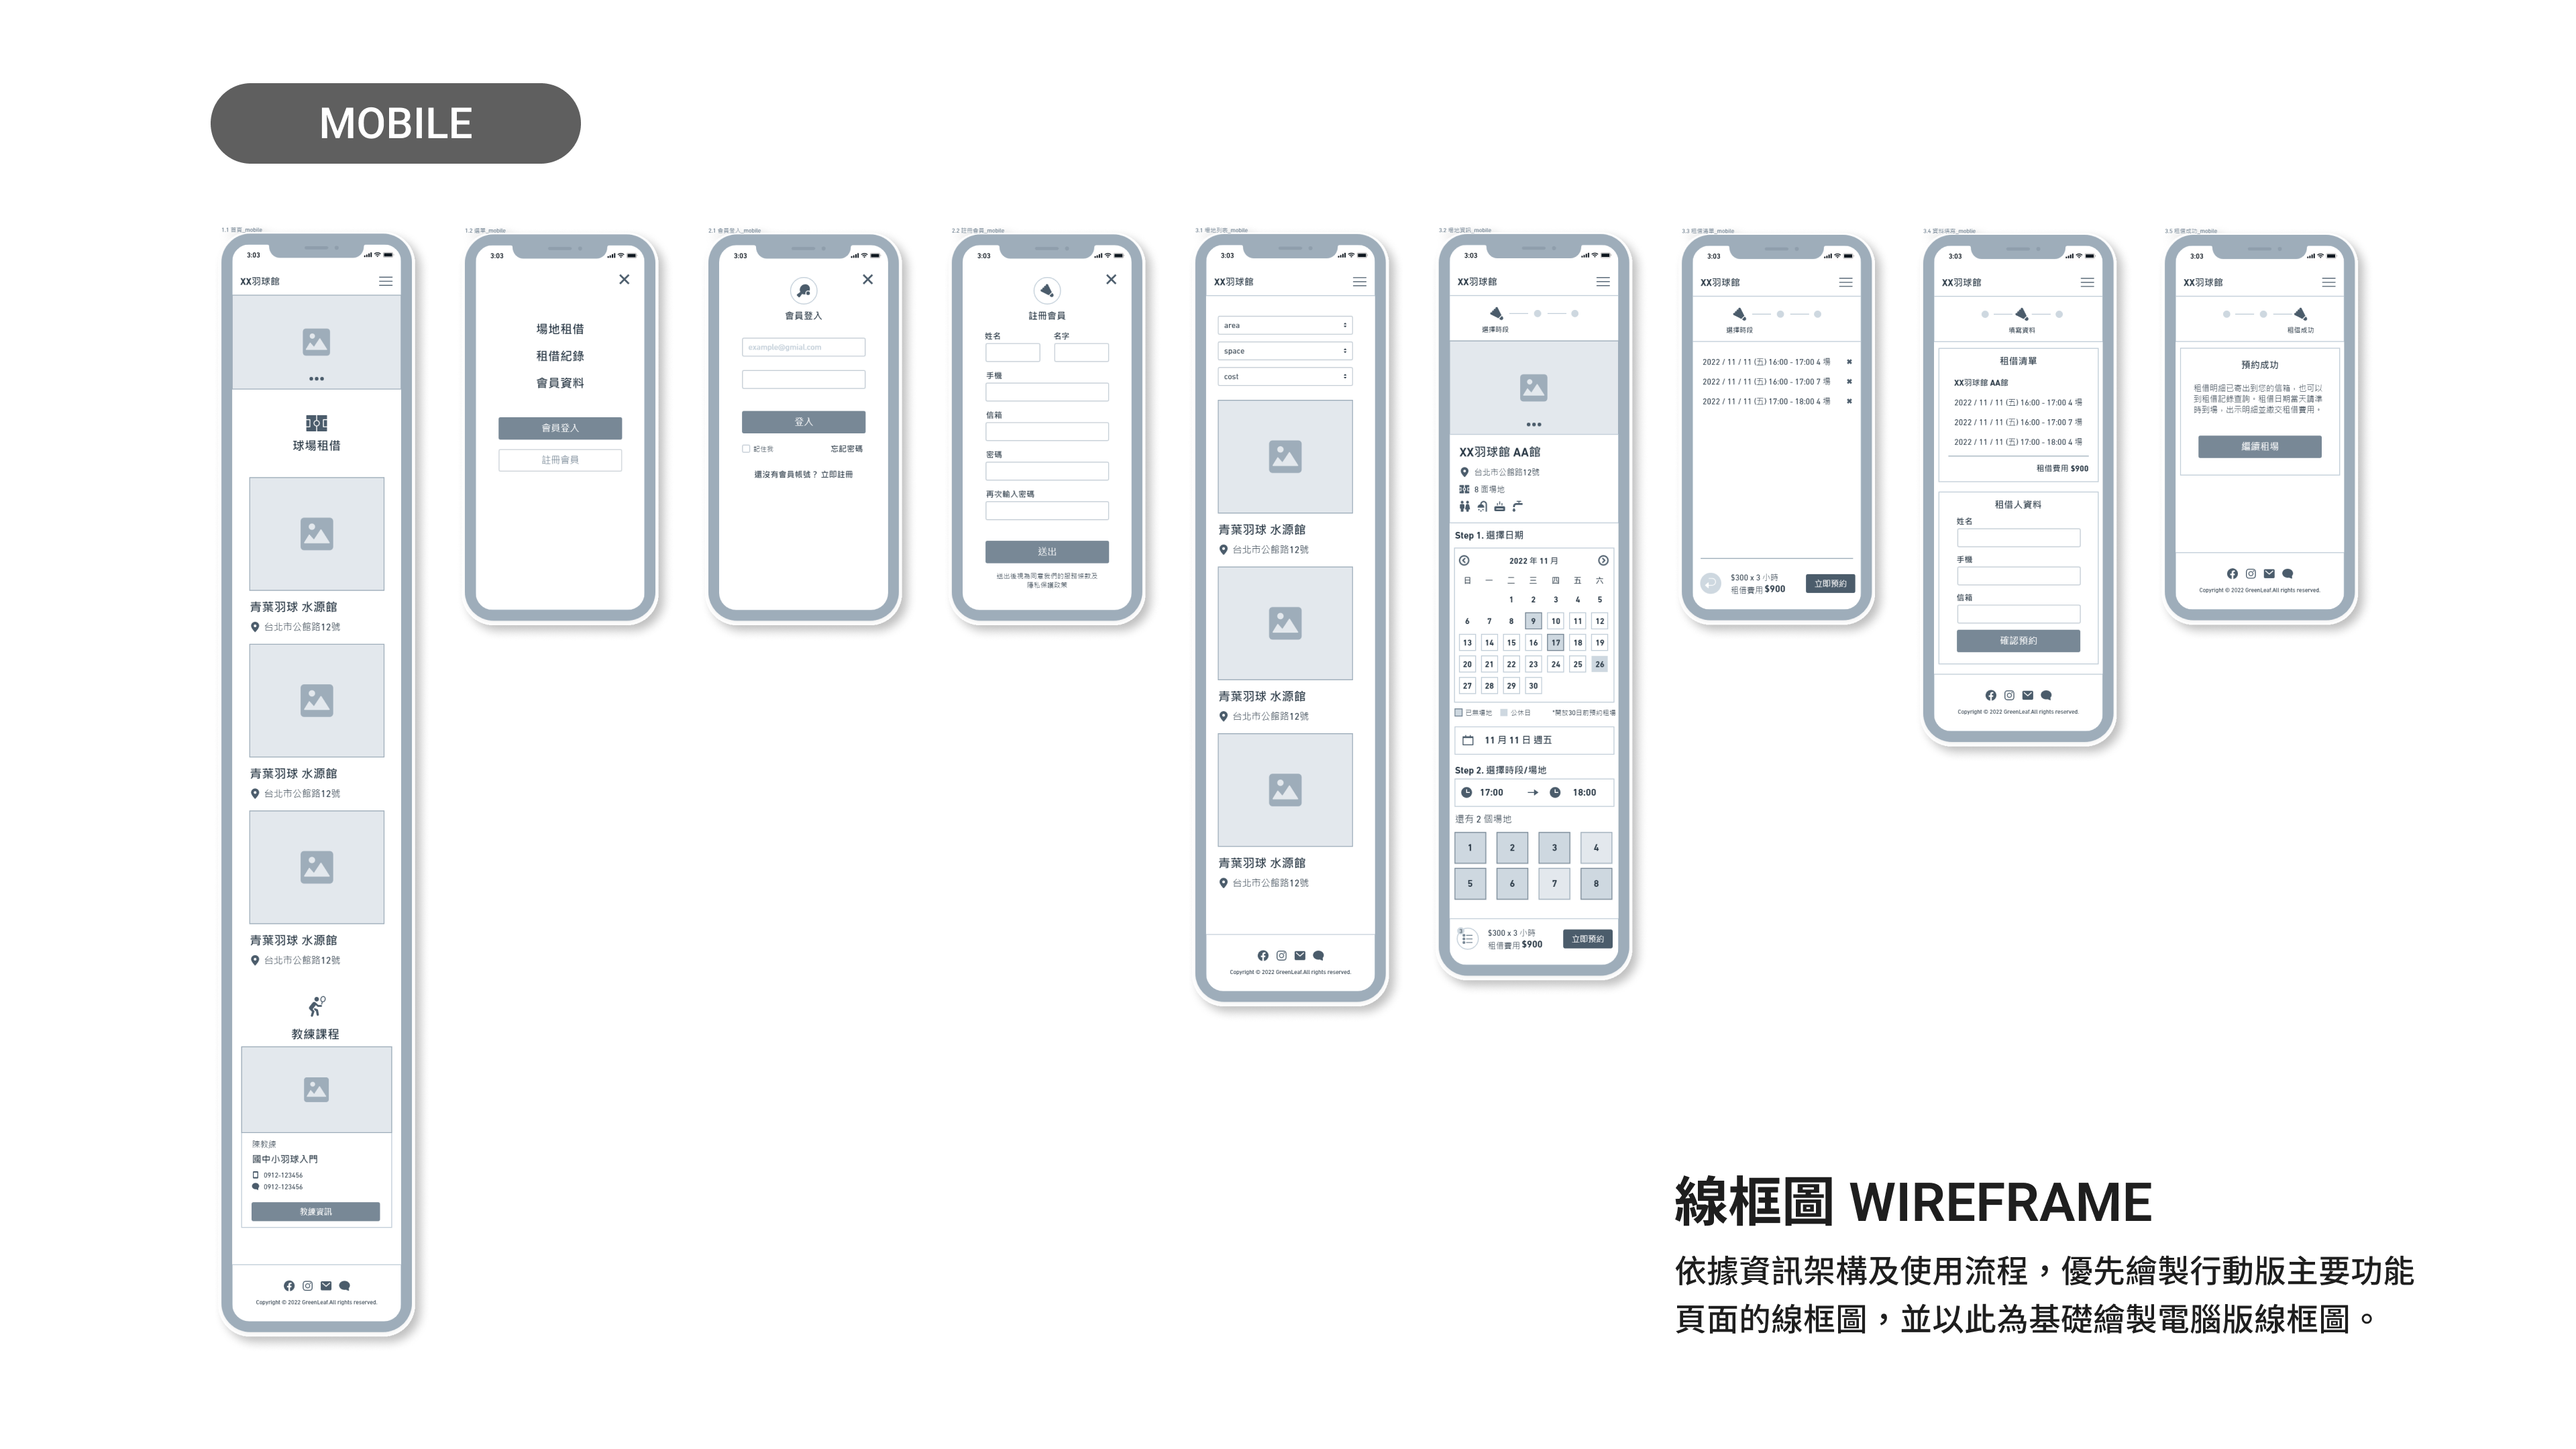 MOBILE
1.1 首頁_mobile
3:03
XX羽球館
球場租借
青葉羽球 水源館
台北市公館路12號
青葉羽球 水源館
台北市公館路12號
青葉羽球 水源館
台北市公館路12號
教練課程
陳教練
國中小羽球入門
0912-123456
0912-123456
教練資訊
Copyright © 2022 GreenLeaf.All rights reserved.
1.2 選單_mobile
3:03
場地租借
租借紀錄
會員資料
會員登入
註冊會員
2.1 會員登入_mobile
3:03
會員登入
example@gmial.com
登入
記住我 忘記密碼
還沒有會員帳號？ 立即註冊
2.2 註冊會員_mobile
3:03
註冊會員
姓名 名字
手機
信箱
密碼
再次輸入密碼
送出
送出後視為同意我們的服務條款及
隱私保護政策
3.1 場地列表_mobile
3:03
XX羽球館
area
space
cost
青葉羽球 水源館
台北市公館路12號
青葉羽球 水源館
台北市公館路12號
青葉羽球 水源館
台北市公館路12號
Copyright © 2022 GreenLeaf.All rights reserved.
3.2 場地資訊_mobile
3:03
XX羽球館
選擇時段
XX羽球館 AA館
台北市公館路12號
8 面場地
Step 1. 選擇日期
2022 年 11 月
日 一 二 三 四 五 六
1 2 3 4 5
6 7 8 9 10 11 12
13 14 15 16 17 18 19
20 21 22 23 24 25 26
27 28 29 30
已無場地 公休日 *開放30日前預約租場
11 月 11 日 週五
Step 2. 選擇時段/場地
17:00 18:00
還有 2 個場地
1 2 3 4
5 6 7 8
3
$300 x 3 小時
租借費用 $900
立即預約
3.3 租借清單_mobile
3:03
XX羽球館
選擇時段
2022 / 11 / 11 (五) 16:00 - 17:00 4 場
2022 / 11 / 11 (五) 16:00 - 17:00 7 場
2022 / 11 / 11 (五) 17:00 - 18:00 4 場
$300 x 3 小時
租借費用 $900
立即預約
3.4 資料填寫_mobile
3:03
XX羽球館
填寫資料
租借清單
XX羽球館 AA館
2022 / 11 / 11 (五) 16:00 - 17:00 4 場
2022 / 11 / 11 (五) 16:00 - 17:00 7 場
2022 / 11 / 11 (五) 17:00 - 18:00 4 場
租借費用 $900
租借人資料
姓名
手機
信箱
確認預約
Copyright © 2022 GreenLeaf.All rights reserved.
3.5 租借成功_mobile
3:03
XX羽球館
租借成功
預約成功
租借明細已寄出到您的信箱，也可以
到租借記錄查詢。租借日期當天請準
時到場，出示明細並繳交租借費用。
繼續租場
Copyright © 2022 GreenLeaf.All rights reserved.
線框圖 WIREFRAME
依據資訊架構及使用流程，優先繪製行動版主要功能
頁面的線框圖，並以此為基礎繪製電腦版線框圖。